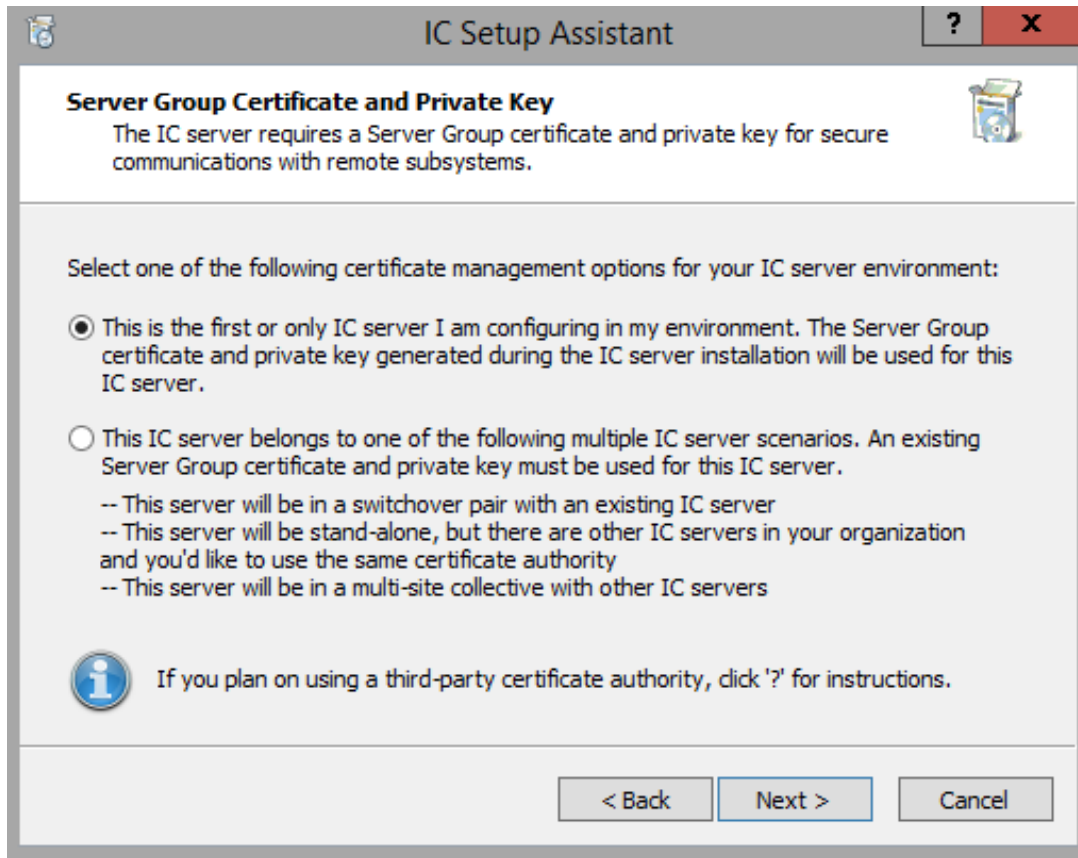 IC Setup Assistant
?
X
Server Group Certificate and Private Key
The IC server requires a Server Group certificate and private key for secure
communications with remote subsystems.
Select one of the following certificate management options for your IC server environment:
This is the first or only IC server I am configuring in my environment. The Server Group
certificate and private key generated during the IC server installation will be used for this
IC server.
This IC server belongs to one of the following multiple IC server scenarios. An existing
Server Group certificate and private key must be used for this IC server.
-- This server will be in a switchover pair with an existing IC server
-- This server will be stand-alone, but there are other IC servers in your organization
and you'd like to use the same certificate authority
-- This server will be in a multi-site collective with other IC servers
If you plan on using a third-party certificate authority, click '?' for instructions.
< Back
Next >
Cancel